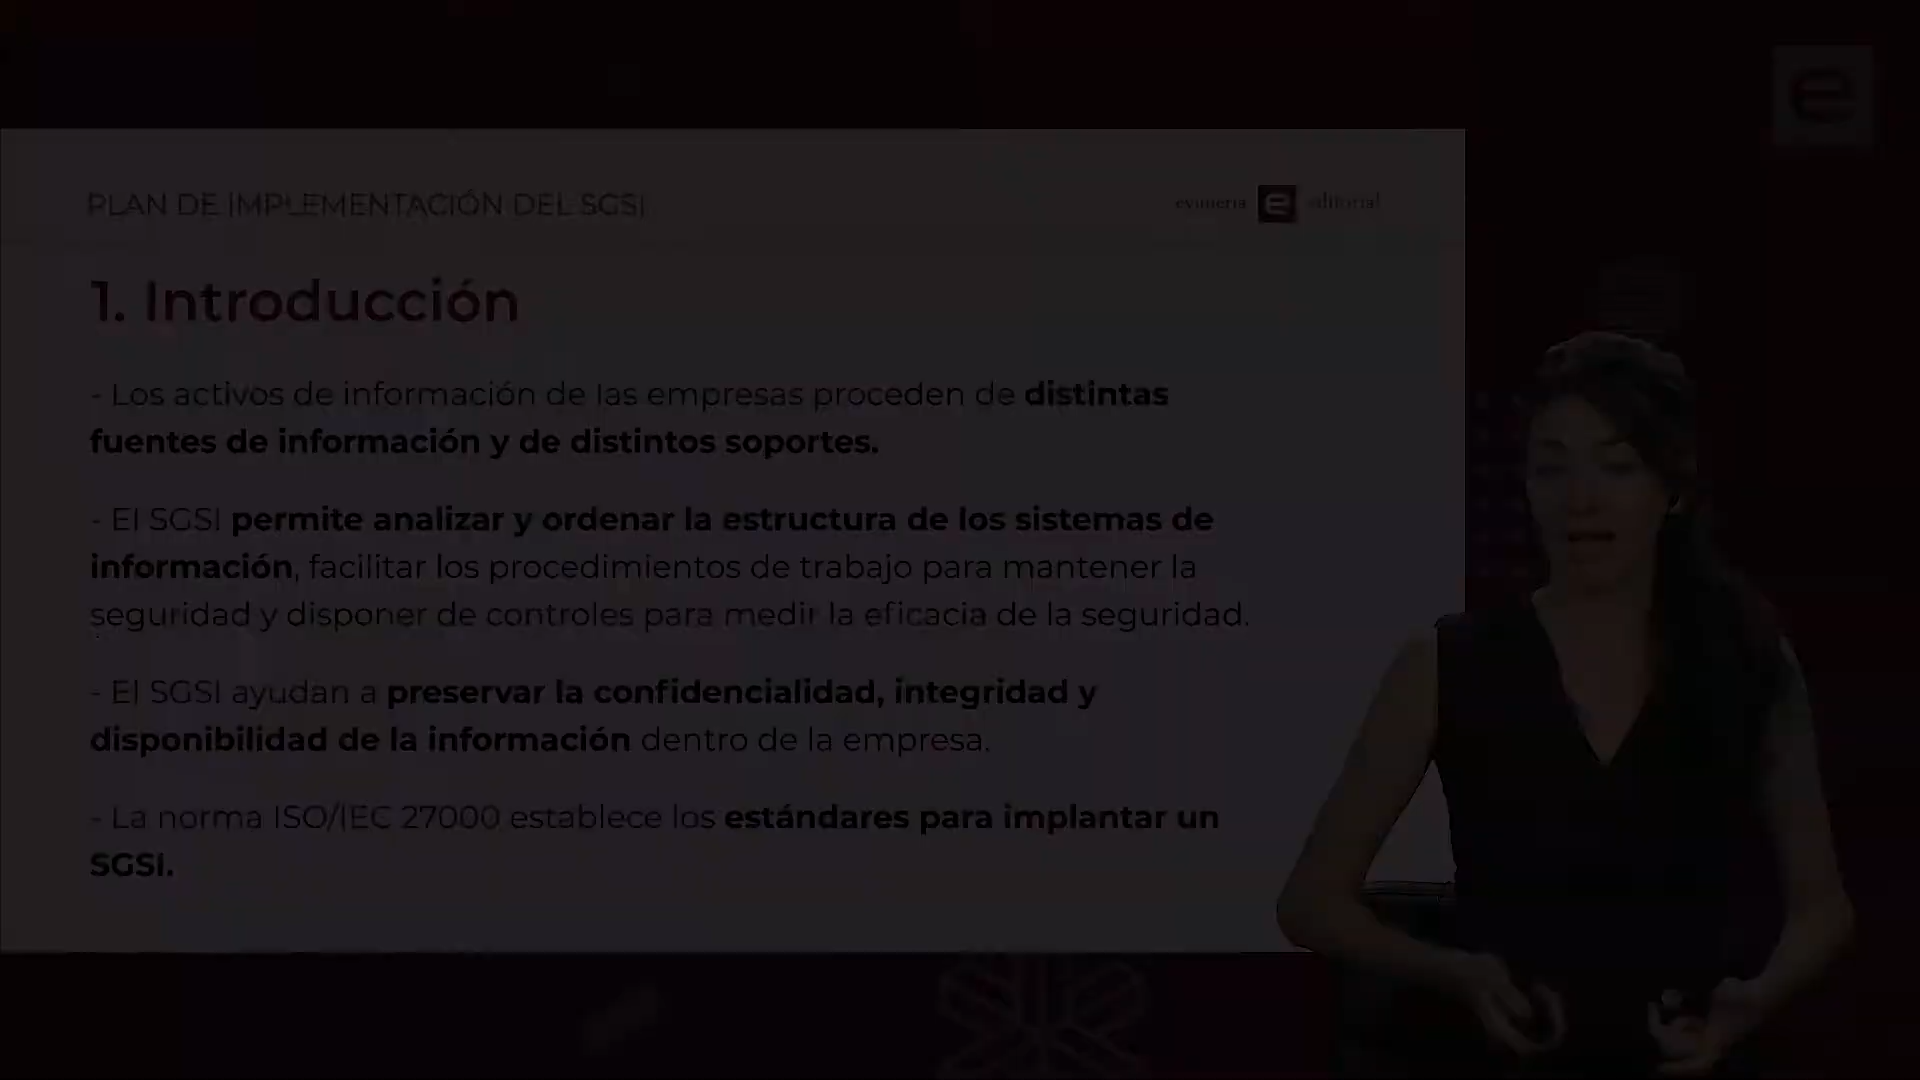 PLAN DE IMPLEMENTACIÓN DEL SGSI
evimeria e editorial
e
1. Introducción
- Los activos de información de las empresas proceden de distintas
fuentes de información y de distintos soportes.
- El SGSI permite analizar y ordenar la estructura de los sistemas de
información, facilitar los procedimientos de trabajo para mantener la
seguridad y disponer de controles para medir la eficacia de la seguridad.
- El SGSI ayudan a preservar la confidencialidad, integridad y
disponibilidad de la información dentro de la empresa.
- La norma ISO/IEC 27000 establece los estándares para implantar un
SGSI.